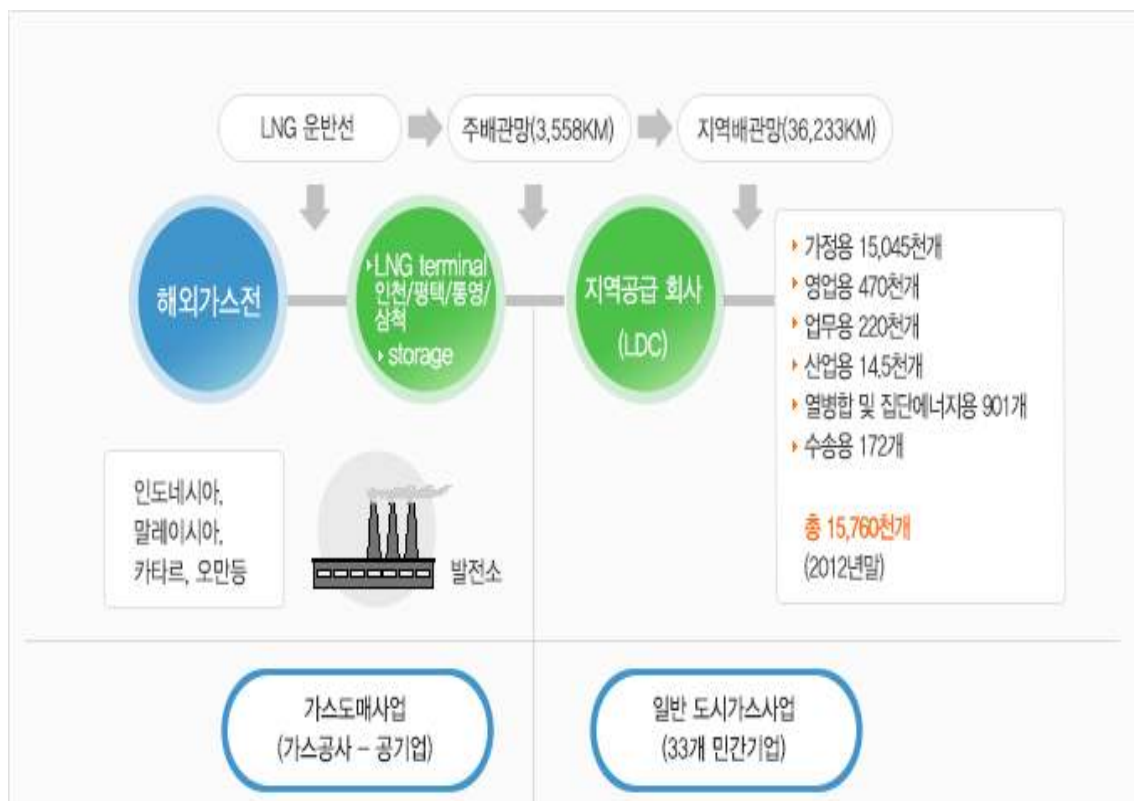 LNG 운반선
주배관망(3,558KM)
지역배관망(36,233KM)
해외가스전
▸LNG terminal
인천/평택/통영/
삼척
▸ storage
지역공급 회사
(LDC)
▸ 가정용 15,045천개
▸ 영업용 470천개
▸ 업무용 220천개
▸ 산업용 14.5천개
▸ 열병합 및 집단에너지용 901개
▸ 수송용 172개
총 15,760천개
(2012년말)
인도네시아,
말레이시아,
카타르, 오만등
발전소
가스도매사업
(가스공사 – 공기업)
일반 도시가스사업
(33개 민간기업)